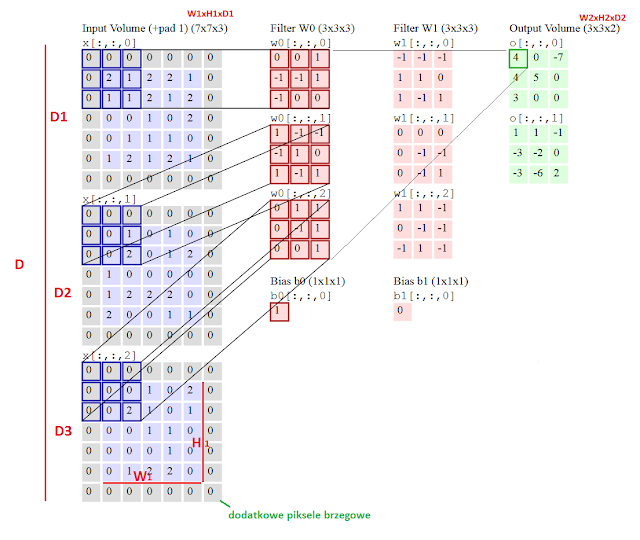 W1xH1xD1
W2xH2xD2
Input Volume (+pad 1) (7x7x3)
x[:,:,0]
0 0 0 0 0 0 0
0 2 1 2 2 2 0
0 1 1 2 1 2 0
0 0 0 1 0 2 0
0 0 1 1 1 0 0
0 1 2 1 2 1 0
0 0 0 0 0 0 0
D1
x[:,:,1]
0 0 0 0 0 0 0
0 0 1 0 1 0 0
0 0 2 0 1 2 0
0 1 0 0 0 0 0
0 1 2 2 2 0 0
0 2 0 0 1 1 0
0 0 0 0 0 0 0
D
D2
x[:,:,2]
0 0 0 0 0 0 0
0 0 0 1 0 2 0
0 0 2 1 0 1 0
0 0 0 1 1 0 0
0 0 0 0 1 0 0
0 0 1 2 2 0 0
0 0 0 0 0 0 0
D3
H1
W1
dodatkowe piksele brzegowe
Filter W0 (3x3x3)
w0[:,:,0]
0 0 1
-1 -1 1
-1 0 0
w0[:,:,1]
1 -1 -1
-1 1 0
1 -1 1
w0[:,:,2]
0 1 1
0 -1 1
0 0 1
Bias b0 (1x1x1)
b0[:,:,0]
1
Filter W1 (3x3x3)
w1[:,:,0]
-1 -1 -1
1 1 0
1 -1 1
w1[:,:,1]
0 0 0
0 -1 -1
0 -1 1
w1[:,:,2]
1 1 -1
0 -1 -1
-1 1 -1
Bias b1 (1x1x1)
b1[:,:,0]
0
Output Volume (3x3x2)
o[:,:,0]
4 0 -7
4 5 0
3 0 0
o[:,:,1]
1 1 -1
-3 -2 0
-3 -6 2